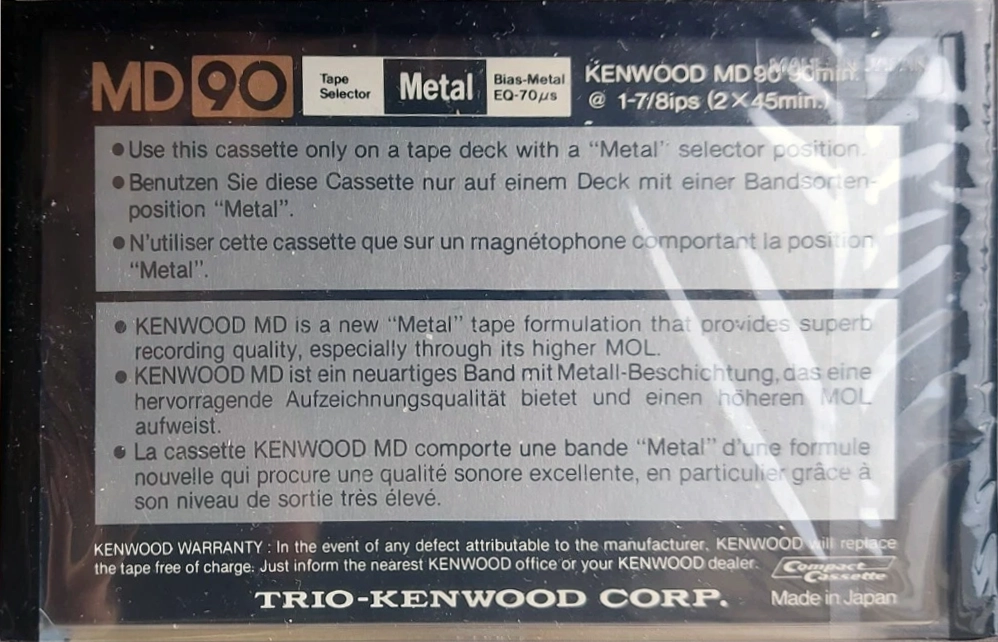 MD 90
Tape Selector Metal Bias-Metal EQ-70μs
KENWOOD MD90 90min.
@ 1-7/8ips (2×45min.)
●Use this cassette only on a tape deck with a "Metal" selector position.
●Benutzen Sie diese Cassette nur auf einem Deck mit einer Bandsorten-
position "Metal".
●N'utiliser cette cassette que sur un magnétophone comportant la position
"Metal".
● KENWOOD MD is a new "Metal" tape formulation that provides superb
recording quality, especially through its higher MOL.
● KENWOOD MD ist ein neuartiges Band mit Metall-Beschichtung, das eine
hervorragende Aufzeichnungsqualität bietet und einen höheren MOL
aufweist.
● La cassette KENWOOD MD comporte une bande "Metal" d'une formule
nouvelle qui procure une qualité sonore excellente, en particulier grâce à
son niveau de sortie très élevé.
KENWOOD WARRANTY : In the event of any defect attributable to the manufacturer, KENWOOD will replace
the tape free of charge. Just inform the nearest KENWOOD office or your KENWOOD dealer.
Compact
Cassette
TRIO-KENWOOD CORP.
Made in Japan